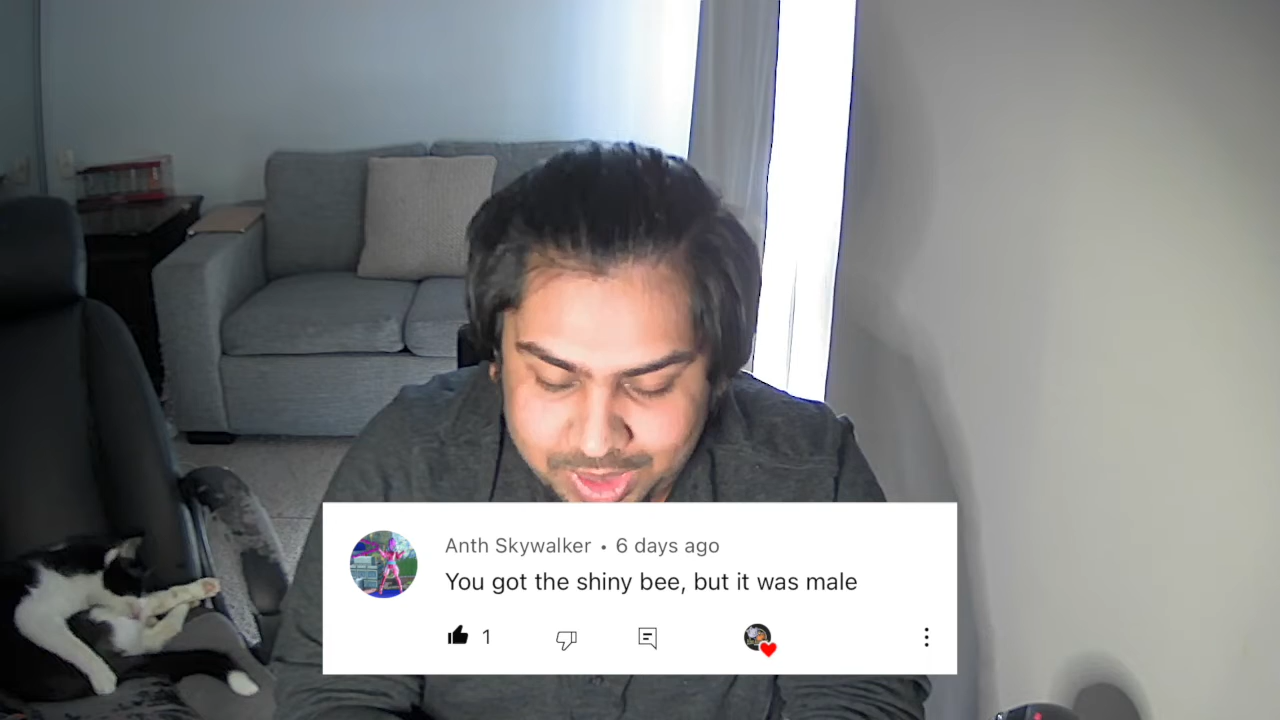 Anth Skywalker • 6 days ago
You got the shiny bee, but it was male
1